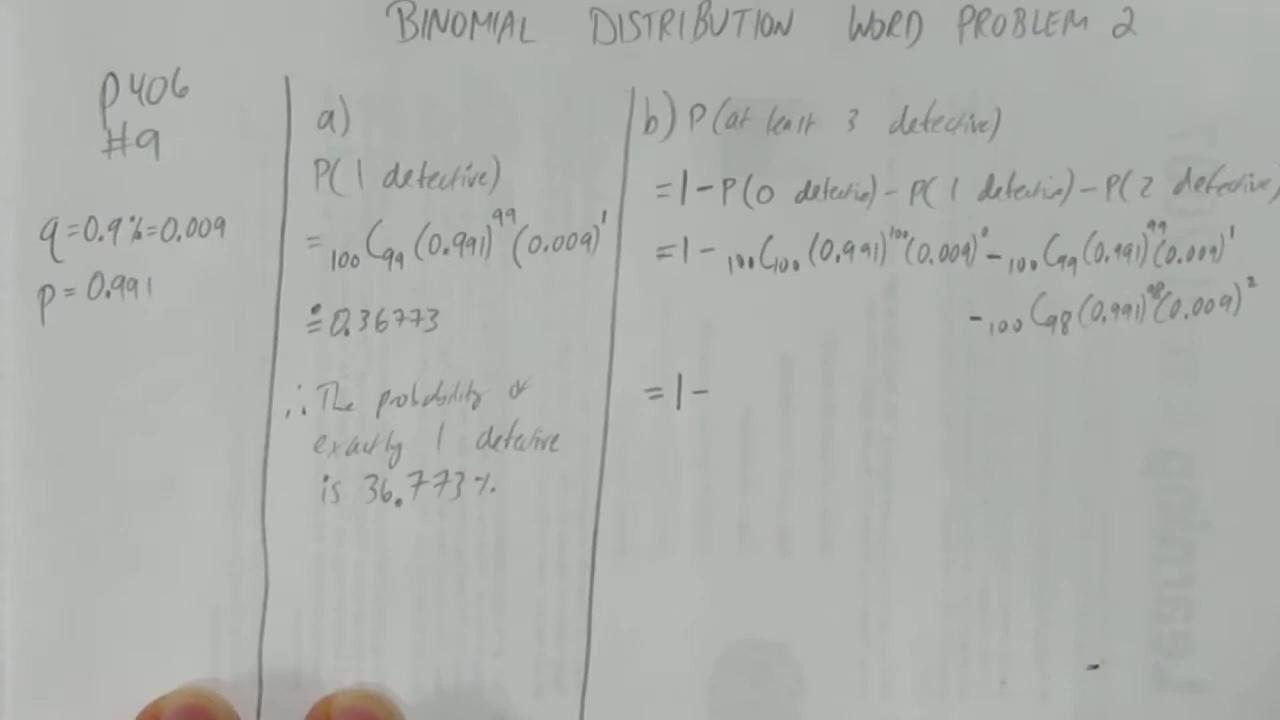 BINOMIAL DISTRIBUTION WORD PROBLEM 2
p406
#9
q=0.9%=0.009
p=0.991
a)
P(1 defective)
= ₁₀₀C₉₉(0.991)⁹⁹(0.009)¹
≐0.36773
∴ The probability of
exactly 1 defective
is 36.773%.
b) P(at least 3 defective)
=1-P(0 defective)-P(1 defective)-P(2 defective)
=1-₁₀₀C₁₀₀(0.991)¹⁰⁰(0.009)⁰-₁₀₀C₉₉(0.991)⁹⁹(0.009)¹
-₁₀₀C₉₈(0.991)⁹⁸(0.009)²
=1-